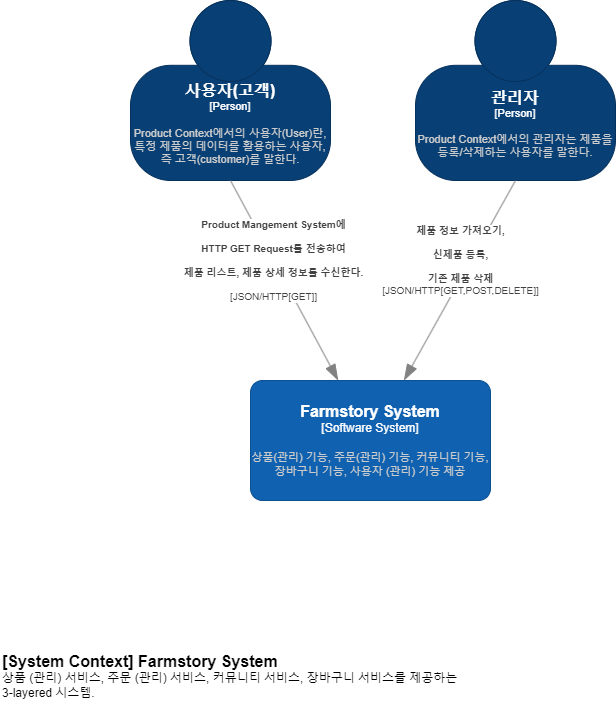 사용자(고객)
[Person]
Product Context에서의 사용자(User)란,
특정 제품의 데이터를 활용하는 사용자,
즉 고객(customer)를 말한다.
관리자
[Person]
Product Context에서의 관리자는 제품을
등록/삭제하는 사용자를 말한다.
Product Mangement System에
HTTP GET Request를 전송하여
제품 리스트, 제품 상세 정보를 수신한다.
[JSON/HTTP[GET]]
제품 정보 가져오기,
신제품 등록,
기존 제품 삭제
[JSON/HTTP[GET,POST,DELETE]]
Farmstory System
[Software System]
상품(관리) 기능, 주문(관리) 기능, 커뮤니티 기능,
장바구니 기능, 사용자 (관리) 기능 제공
[System Context] Farmstory System
상품 (관리) 서비스, 주문 (관리) 서비스, 커뮤니티 서비스, 장바구니 서비스를 제공하는
3-layered 시스템.